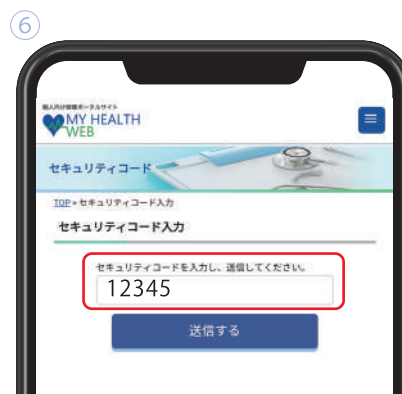 ⑥
個人向け健康ポータルサイト
MY HEALTH
WEB
セキュリティコード
TOP » セキュリティコード入力
セキュリティコード入力
セキュリティコードを入力し、送信してください。
12345
送信する